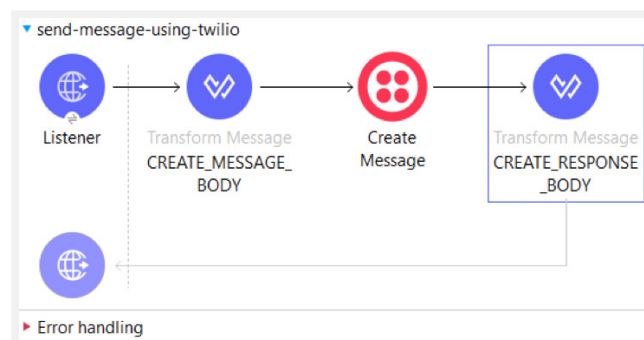 send-message-using-twilio
Listener
Transform Message
CREATE_MESSAGE_
BODY
Create
Message
Transform Message
CREATE_RESPONSE
_BODY
Error handling